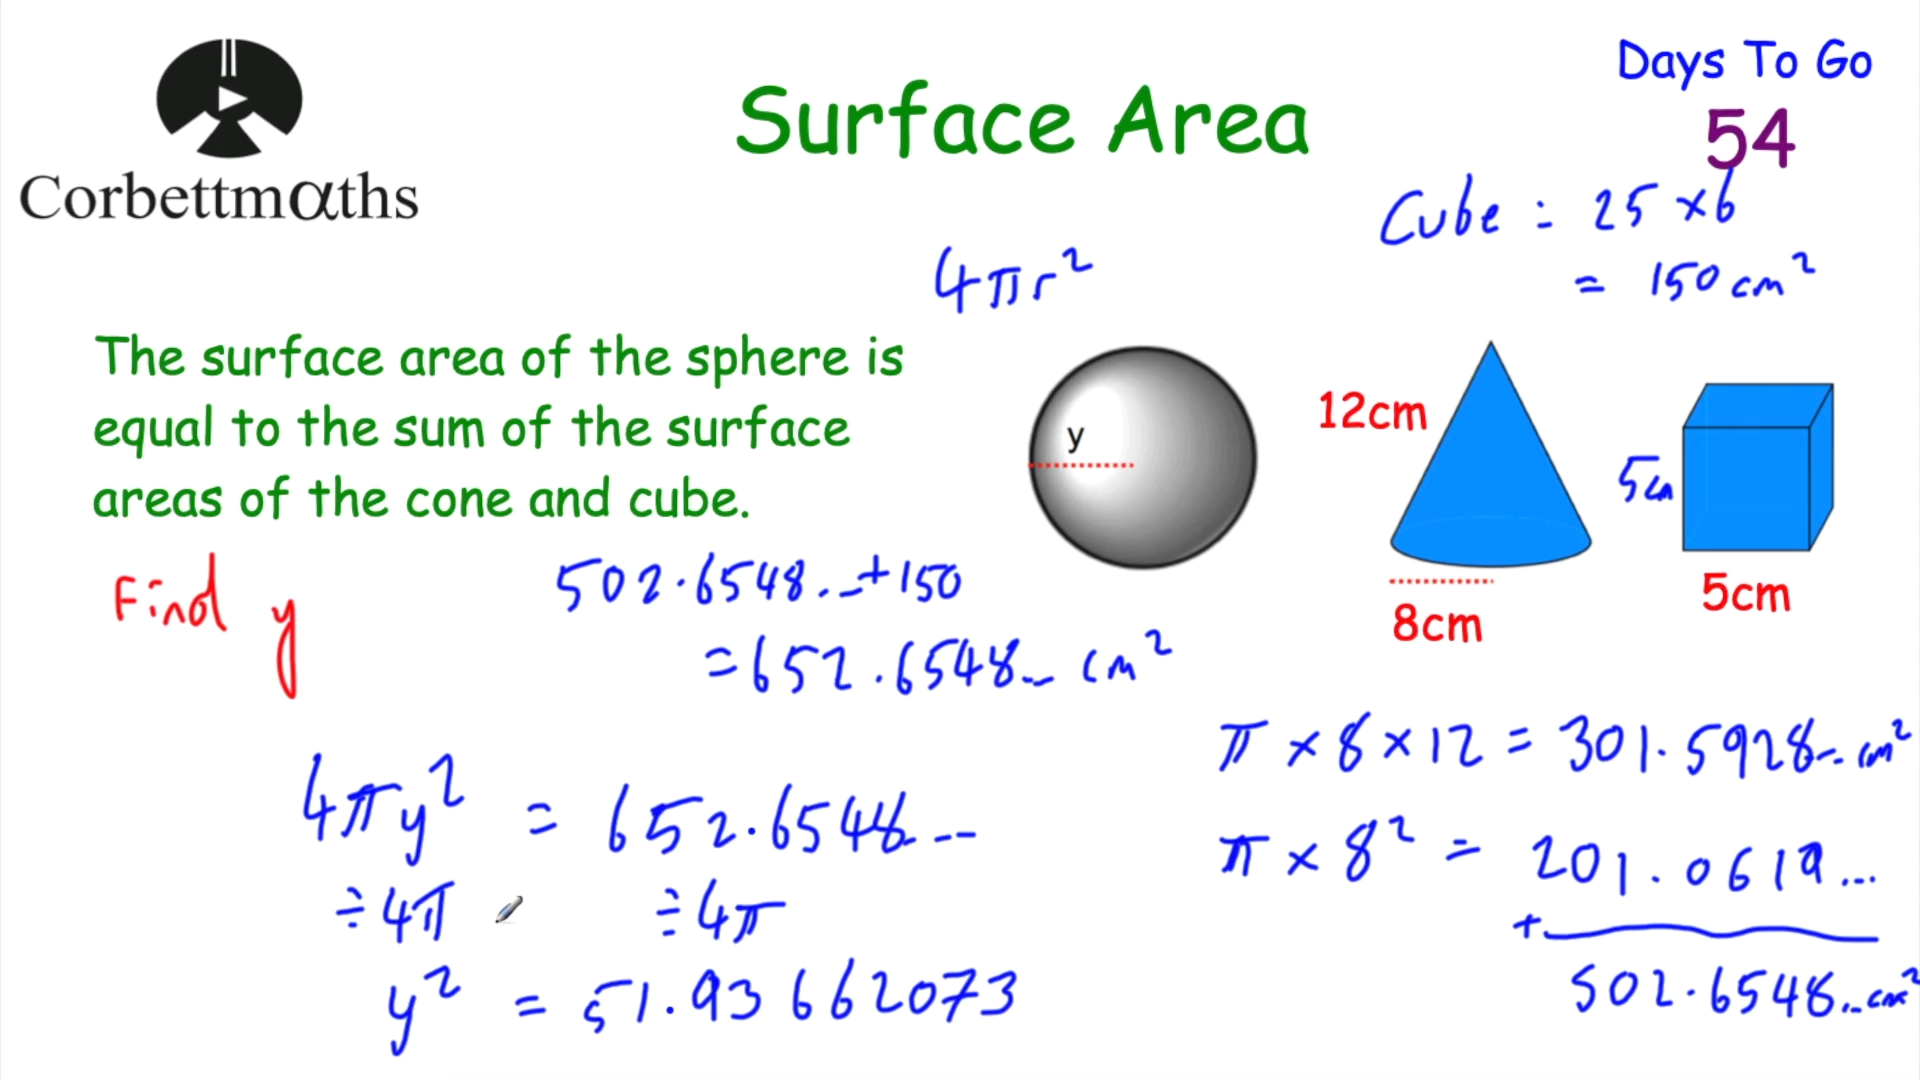 Corbettmαths
Surface Area
Days To Go
54
Cube = 25 × 6
= 150 cm²
4πr²
The surface area of the sphere is
equal to the sum of the surface
areas of the cone and cube.
Find y
y
12cm
8cm
5cm
5cm
502.6548... + 150
= 652.6548... cm²
π × 8 × 12 = 301.5928... cm²
π × 8² = 201.0619...
+
502.6548... cm²
4πy² = 652.6548...
÷4π ÷4π
y² = 51.93662073